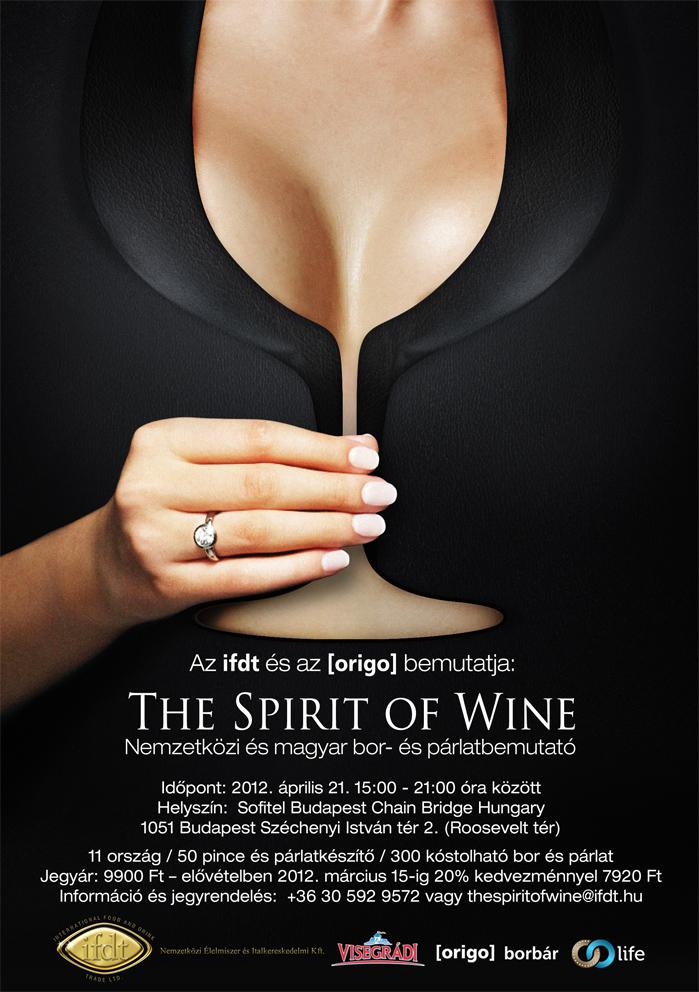 Az ifdt és az [origo] bemutatja:
THE SPIRIT OF WINE
Nemzetközi és magyar bor- és párlatbemutató
Időpont: 2012. április 21. 15:00 - 21:00 óra között
Helyszín: Sofitel Budapest Chain Bridge Hungary
1051 Budapest Széchenyi István tér 2. (Roosevelt tér)
11 ország / 50 pince és párlatkészítő / 300 kóstolható bor és párlat
Jegyár: 9900 Ft – elővételben 2012. március 15-ig 20% kedvezménnyel 7920 Ft
Információ és jegyrendelés: +36 30 592 9572 vagy thespiritofwine@ifdt.hu
INTERNATIONAL FOOD AND DRINK
ifdt
TRADE LTD.
Nemzetközi Élelmiszer és Italkereskedelmi Kft.
VISEGRÁDI
[origo] borbár
life